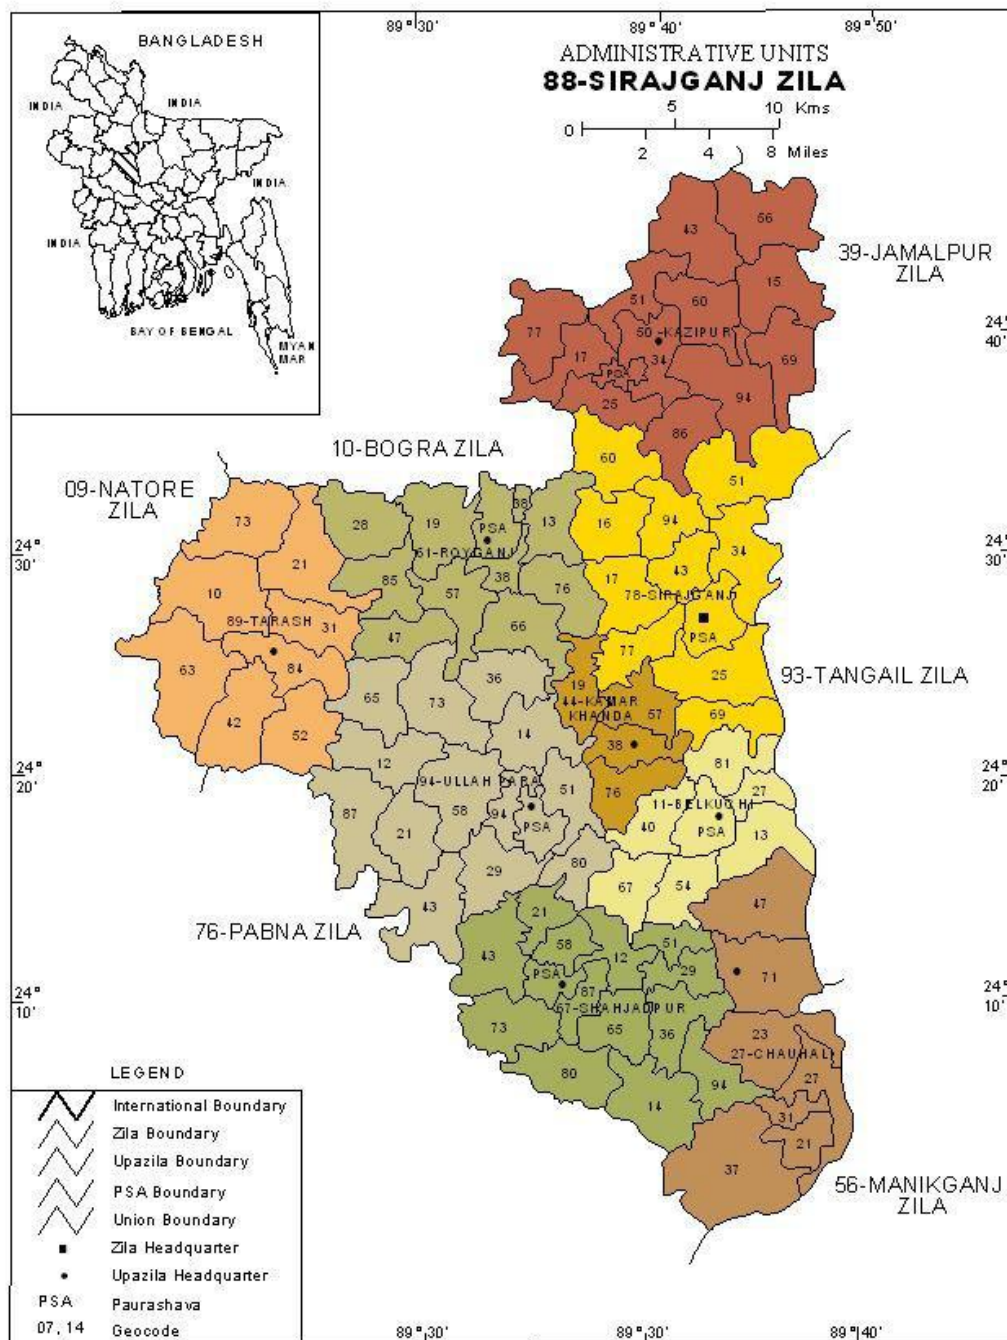 89° 30'
89° 40'
89° 50'
BANGLADESH
INDIA
INDIA
INDIA
INDIA
BAY OF BENGAL
MYAN
MAR
ADMINISTRATIVE UNITS
88-SIRAJGANJ ZILA
5
10 Kms
0
2
4
8 Miles
39-JAMALPUR
ZILA
43
56
15
51
60
24°
40'
77
50-KAZIPUR
17
34
PSA
69
25
94
86
10-BOGRA ZILA
09-NATORE
ZILA
60
51
73
28
19
38
PSA
13
16
94
34
24°
30'
24°
30'
61-ROYGANJ
21
85
57
38
76
17
43
10
78-SIRAJGANJ
89-TARASH
31
47
66
PSA
77
63
84
36
19
25
93-TANGAIL ZILA
65
73
44-KAMAR
KHANDA
57
42
52
14
69
38
12
81
24°
20'
24°
20'
94-ULLAH PARA
51
76
27
11-BELKUCHI
87
58
94
21
PSA
40
PSA
13
29
80
67
54
43
47
76-PABNA ZILA
21
58
51
43
12
29
71
PSA
87
24°
10'
24°
10'
67-SHAHJADPUR
73
65
36
23
27-CHAUHALI
80
94
27
14
31
21
37
56-MANIKGANJ
ZILA
LEGEND
International Boundary
Zila Boundary
Upazila Boundary
PSA Boundary
Union Boundary
Zila Headquarter
Upazila Headquarter
PSA Paurashava
07, 14 Geocode
89° 30'
89° 30'
89° 40'